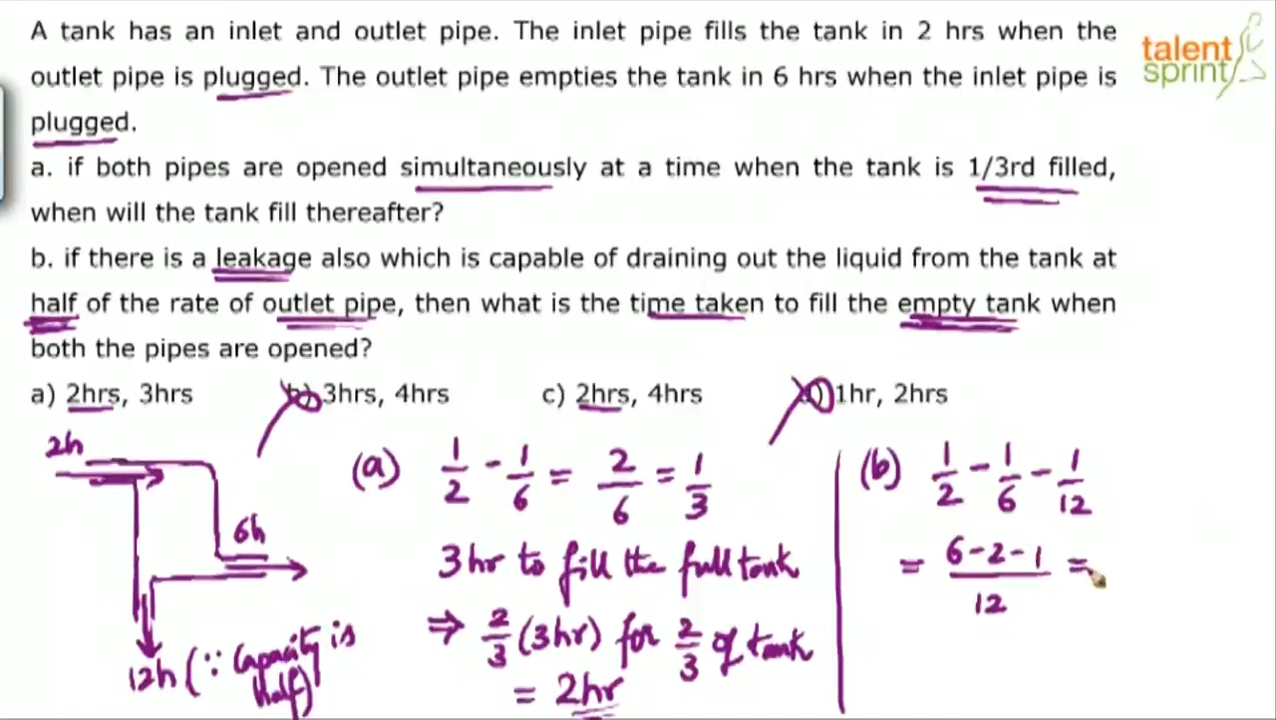 A tank has an inlet and outlet pipe. The inlet pipe fills the tank in 2 hrs when the
outlet pipe is plugged. The outlet pipe empties the tank in 6 hrs when the inlet pipe is
plugged.
talent
sprint
a. if both pipes are opened simultaneously at a time when the tank is 1/3rd filled,
when will the tank fill thereafter?
b. if there is a leakage also which is capable of draining out the liquid from the tank at
half of the rate of outlet pipe, then what is the time taken to fill the empty tank when
both the pipes are opened?
a) 2hrs, 3hrs b) 3hrs, 4hrs c) 2hrs, 4hrs d) 1hr, 2hrs
2h
6h
12h (∵ Capacity is
half)
(a) 1/2 - 1/6 = 2/6 = 1/3
3 hr to fill the full tank
⇒ 2/3 (3hr) for 2/3 of tank
= 2hr
(b) 1/2 - 1/6 - 1/12
= 6-2-1/12 =